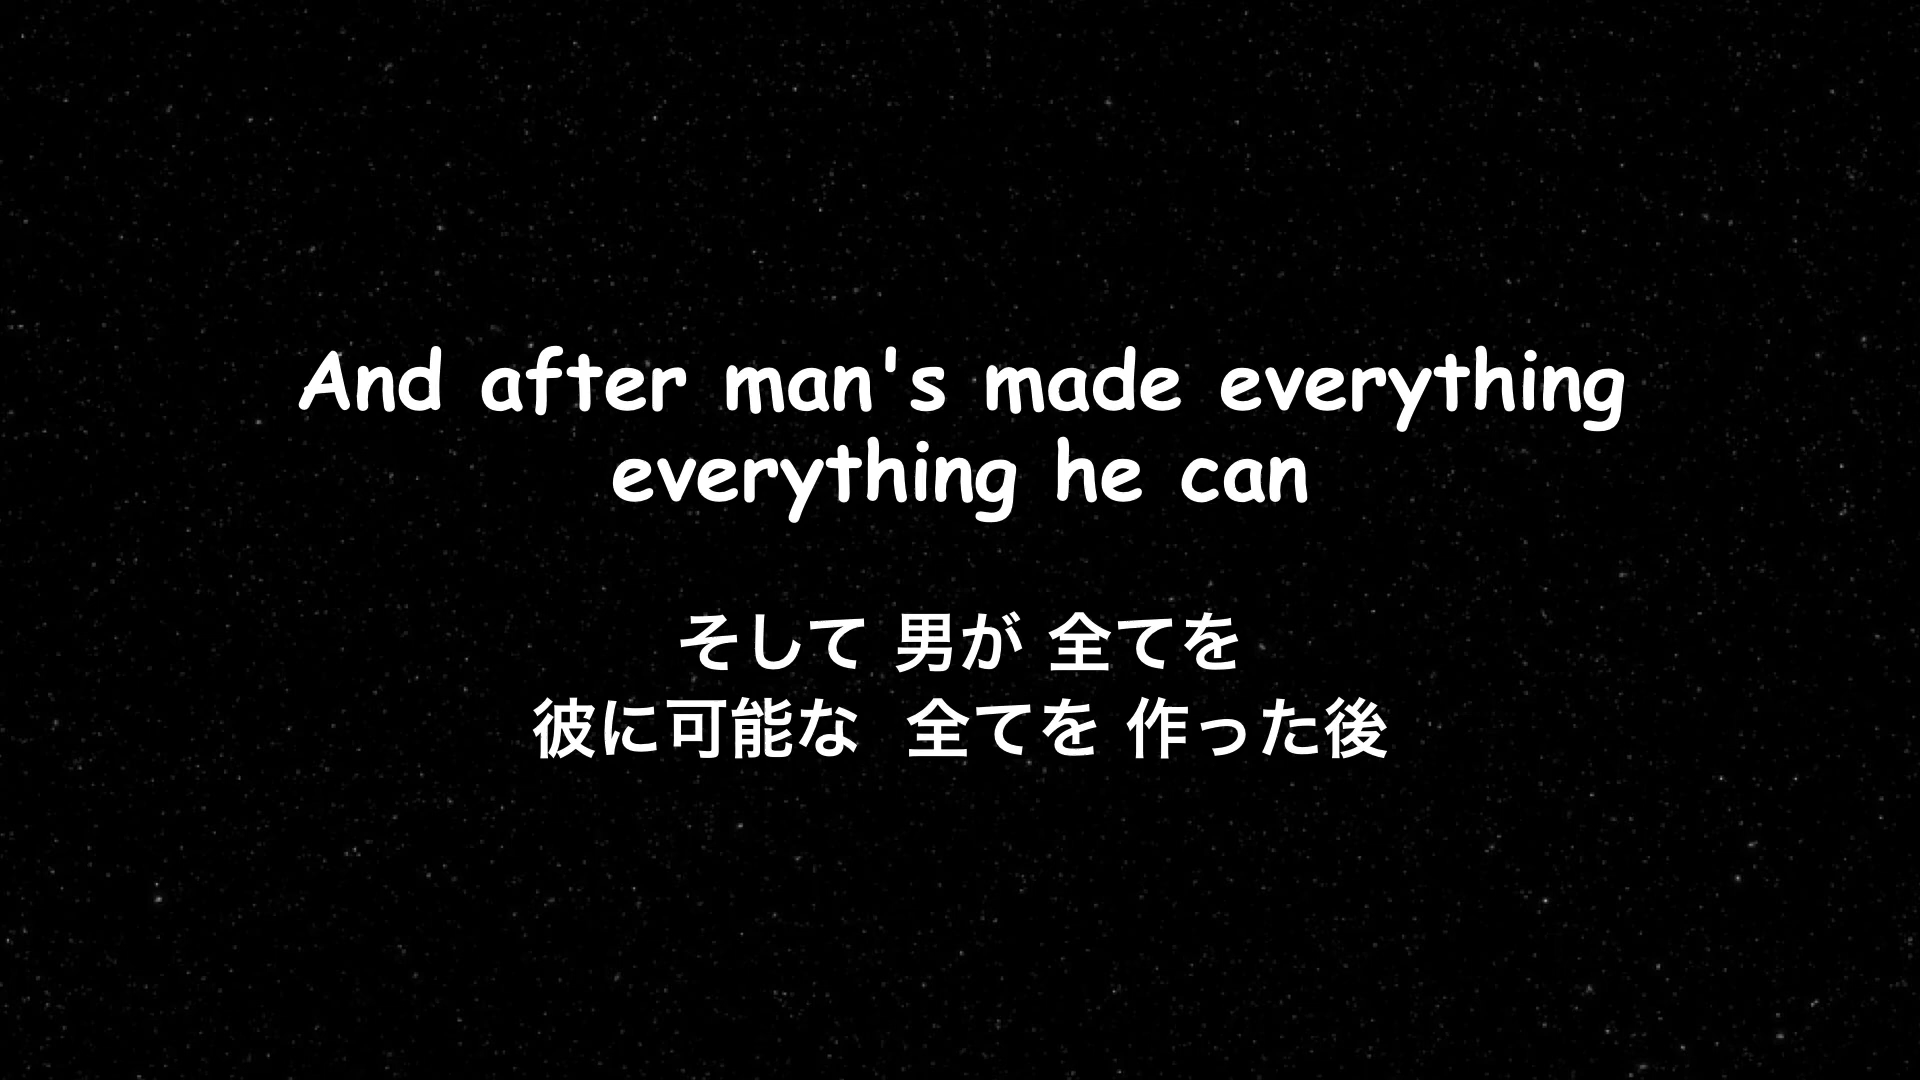 And after man's made everything
everything he can
そして 男が 全てを
彼に可能な 全てを 作った後